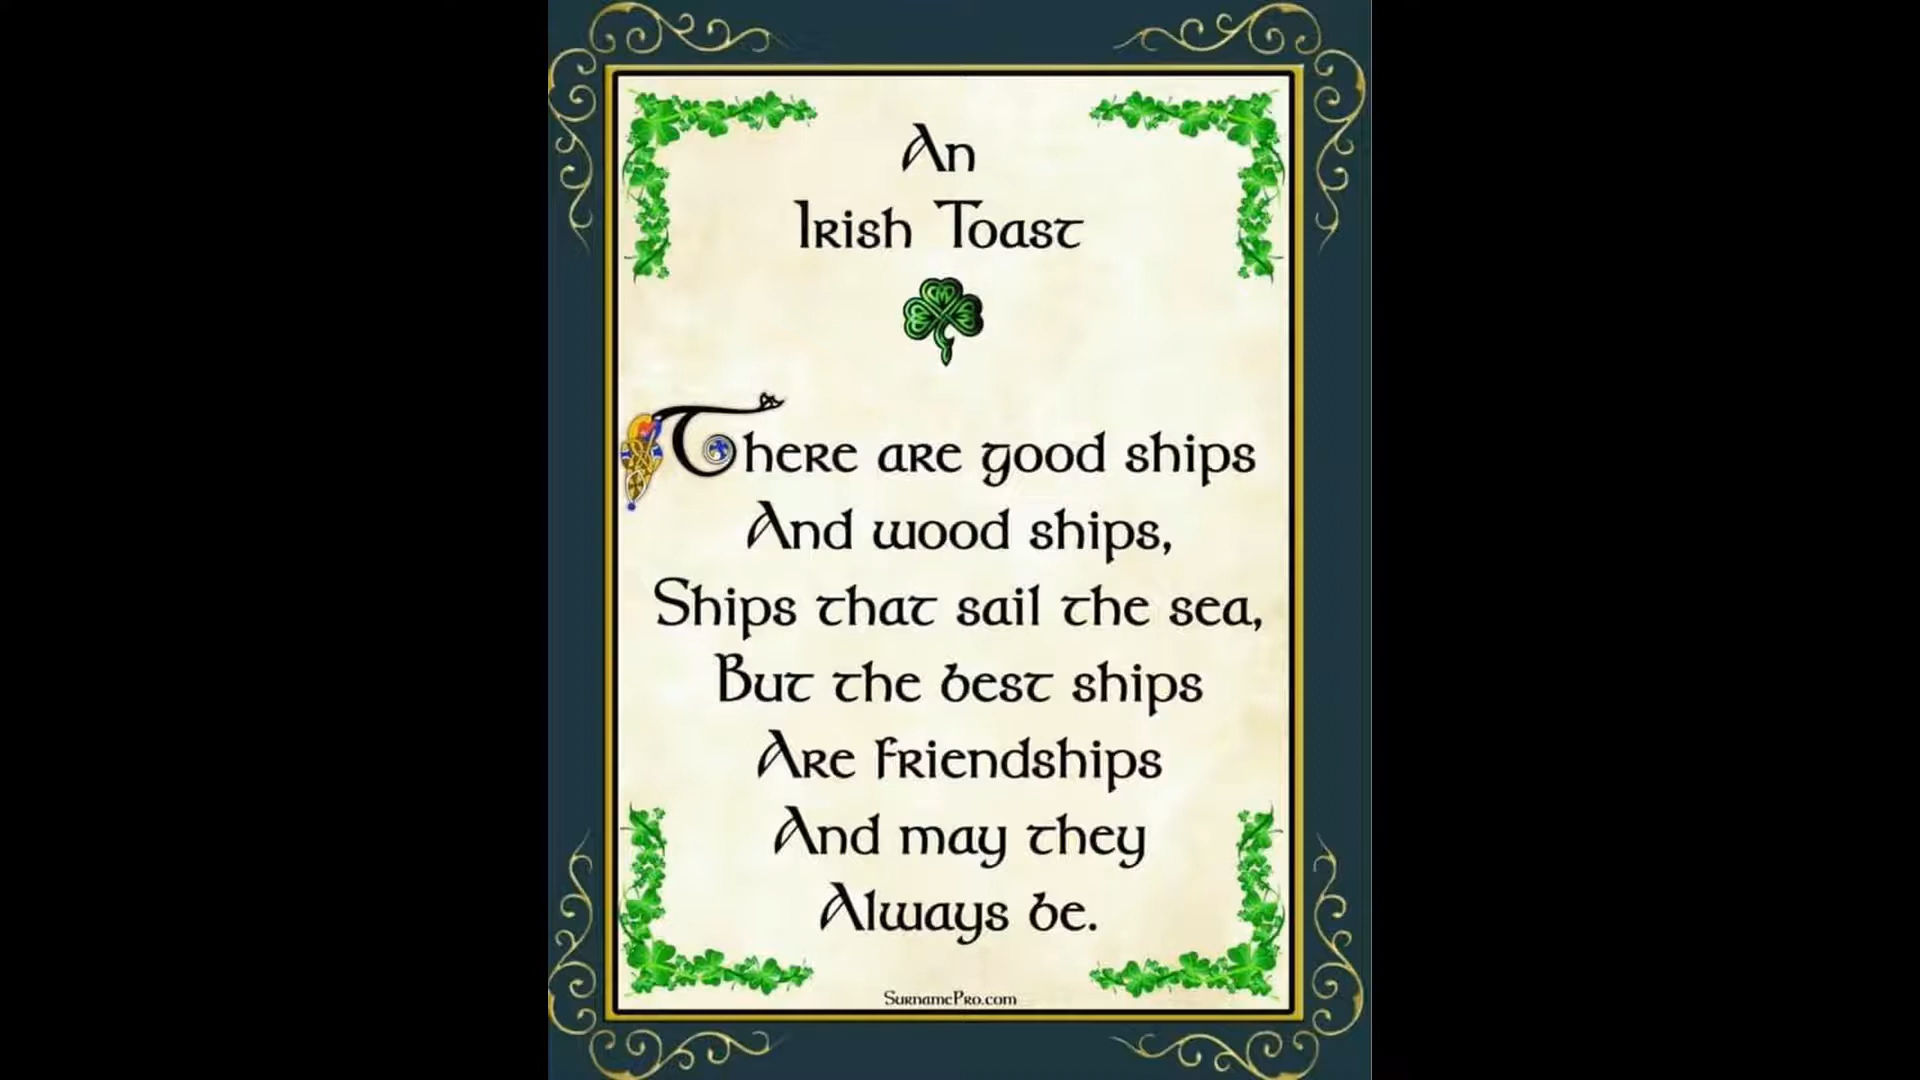 An
Irish Toast
There are good ships
And wood ships,
Ships that sail the sea,
But the best ships
Are friendships
And may they
Always be.
SurnamePro.com